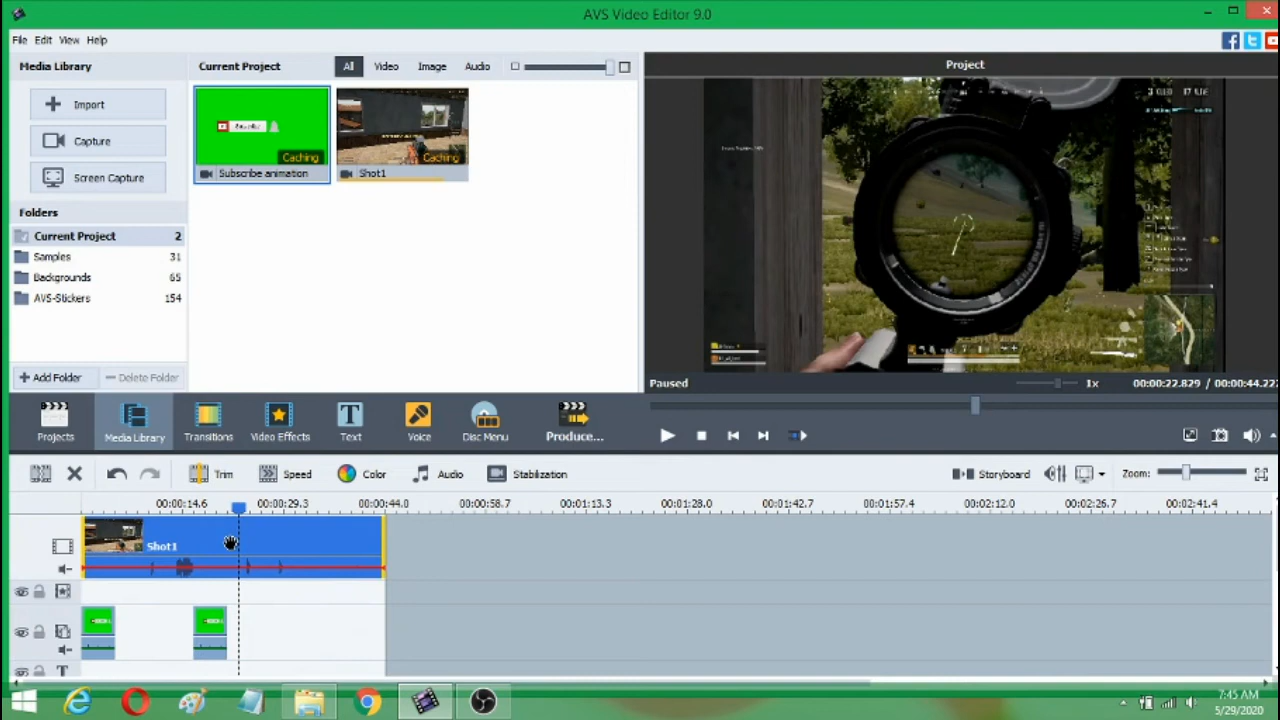 AVS Video Editor 9.0
File Edit View Help
Media Library
Current Project
All Video Image Audio
Project
Import
Capture
Screen Capture
Caching
Caching
Subscribe animation
Shot1
Folders
Current Project 2
Samples 31
Backgrounds 65
AVS-Stickers 154
Add Folder
Delete Folder
Paused
1x
00:00:22.829 / 00:00:44.222
Projects
Media Library
Transitions
Video Effects
Text
Voice
Disc Menu
Produce...
Trim
Speed
Color
Audio
Stabilization
Storyboard
Zoom:
00:00:14.6 00:00:29.3 00:00:44.0 00:00:58.7 00:01:13.3 00:01:28.0 00:01:42.7 00:01:57.4 00:02:12.0 00:02:26.7 00:02:41.4
Shot1
T
7:45 AM
5/29/2020